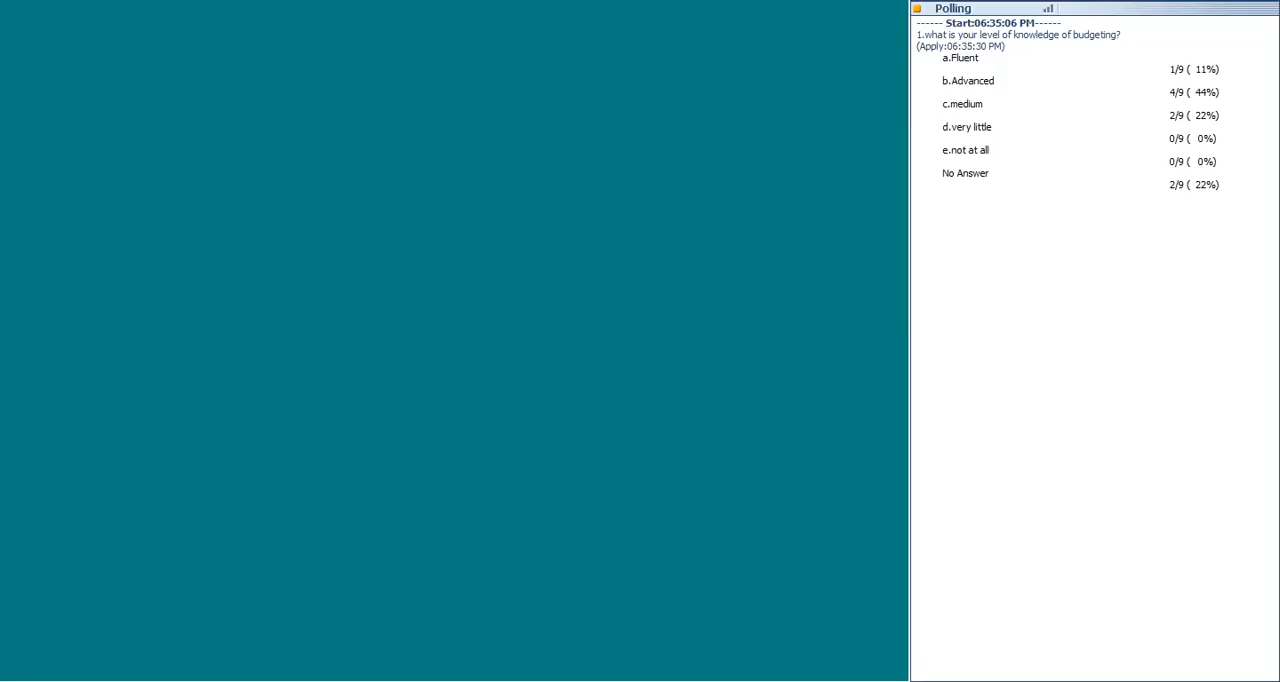 Polling
------ Start:06:35:06 PM------
1.what is your level of knowledge of budgeting?
(Apply:06:35:30 PM)
a.Fluent
1/9 ( 11%)
b.Advanced
4/9 ( 44%)
c.medium
2/9 ( 22%)
d.very little
0/9 ( 0%)
e.not at all
0/9 ( 0%)
No Answer
2/9 ( 22%)